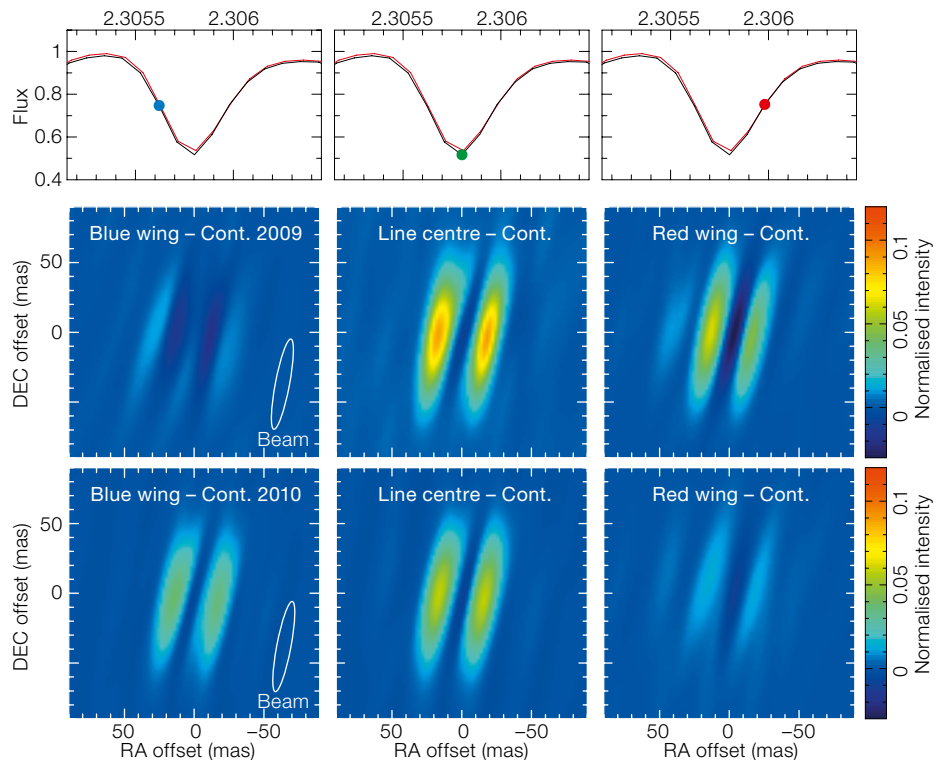 2.3055 2.306 2.3055 2.306 2.3055 2.306
Flux
1
0.8
0.6
0.4
Blue wing – Cont. 2009
Line centre – Cont.
Red wing – Cont.
DEC offset (mas)
50
0
Beam
0.1
0.05
0
Normalised intensity
Blue wing – Cont. 2010
Line centre – Cont.
Red wing – Cont.
DEC offset (mas)
50
0
Beam
0.1
0.05
0
Normalised intensity
50 0 –50
50 0 –50
50 0 –50
RA offset (mas)
RA offset (mas)
RA offset (mas)